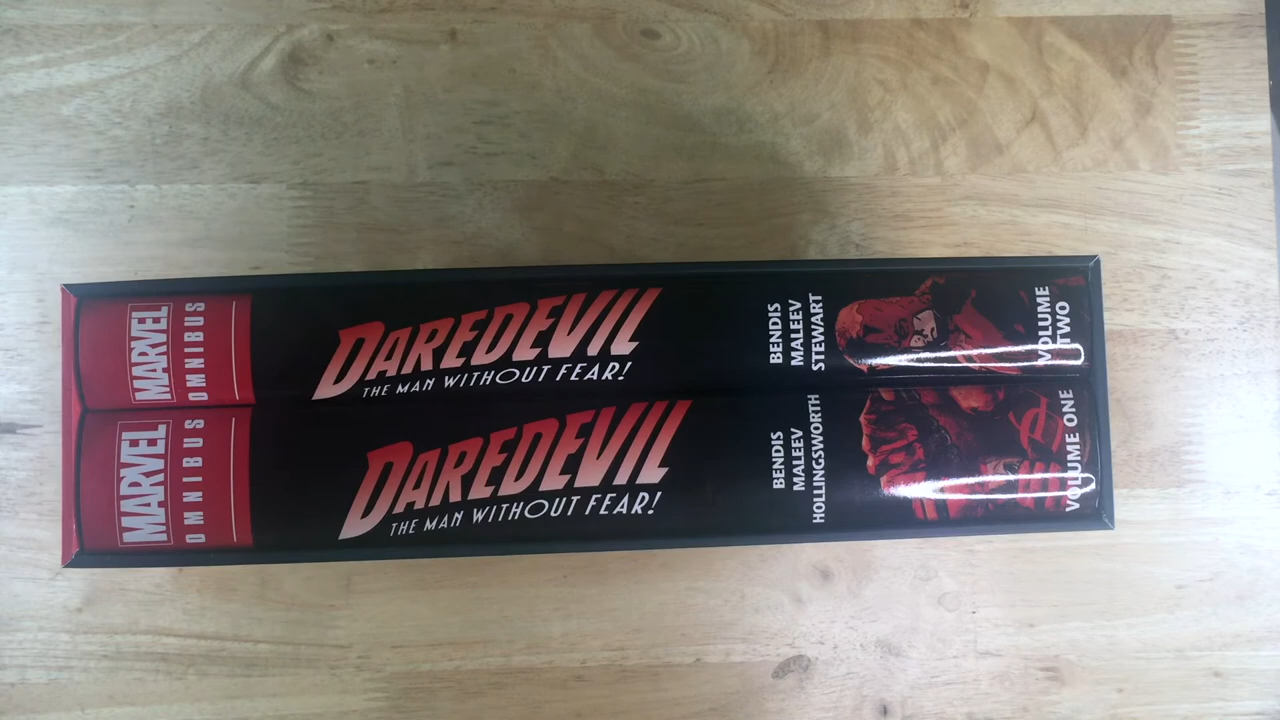 MARVEL
OMNIBUS
DAREDEVIL
THE MAN WITHOUT FEAR!
BENDIS
MALEEV
STEWART
VOLUME
TWO
MARVEL
OMNIBUS
DAREDEVIL
THE MAN WITHOUT FEAR!
BENDIS
MALEEV
HOLLINGSWORTH
VOLUME ONE